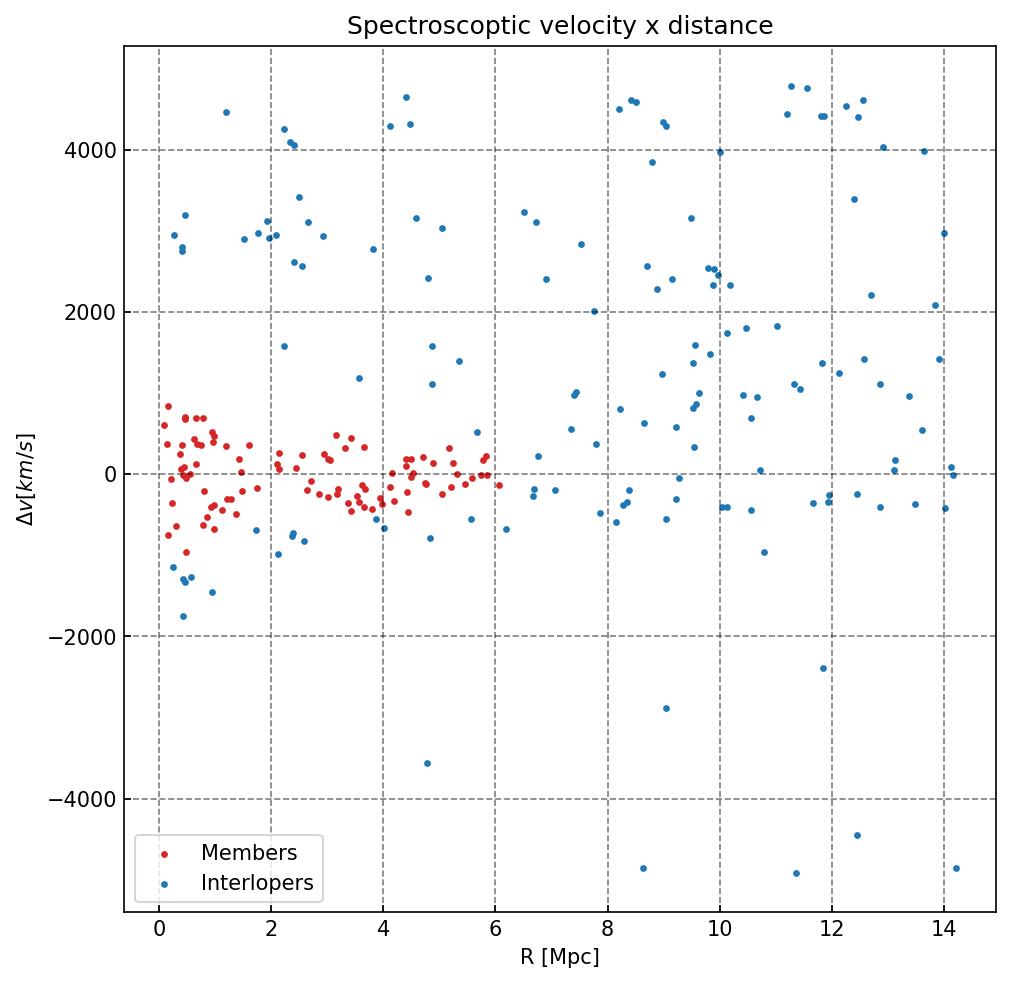 Spectroscoptic velocity x distance
4000
2000
0
−2000
−4000
Δv[km/s]
Members
Interlopers
0 2 4 6 8 10 12 14
R [Mpc]